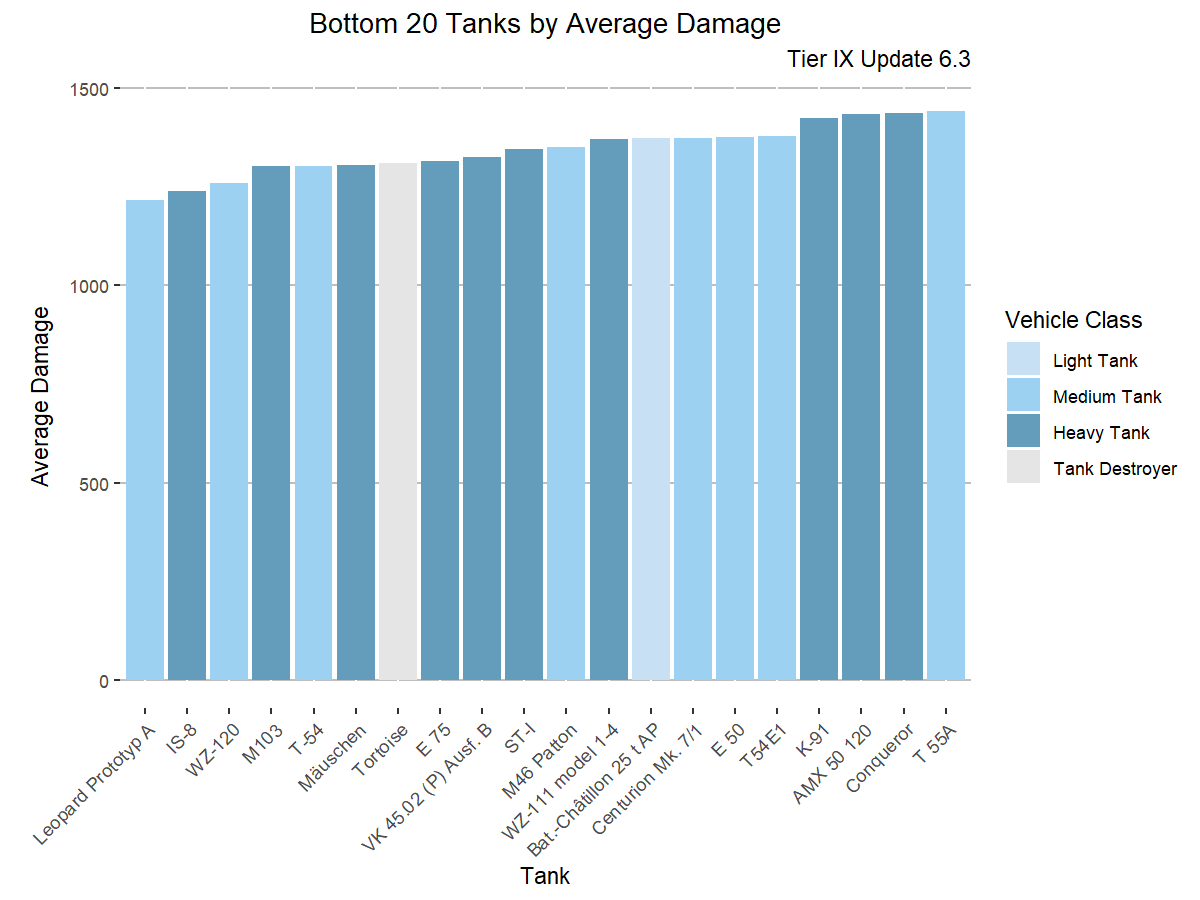 Bottom 20 Tanks by Average Damage
Tier IX Update 6.3
1500
1000
500
0
Average Damage
Leopard Prototyp A
IS-8
WZ-120
M103
T-54
Mäuschen
Tortoise
E 75
VK 45.02 (P) Ausf. B
ST-I
M46 Patton
WZ-111 model 1-4
Bat.-Châtillon 25 t AP
Centurion Mk. 7/1
E 50
T54E1
K-91
AMX 50 120
Conqueror
T 55A
Tank
Vehicle Class
Light Tank
Medium Tank
Heavy Tank
Tank Destroyer